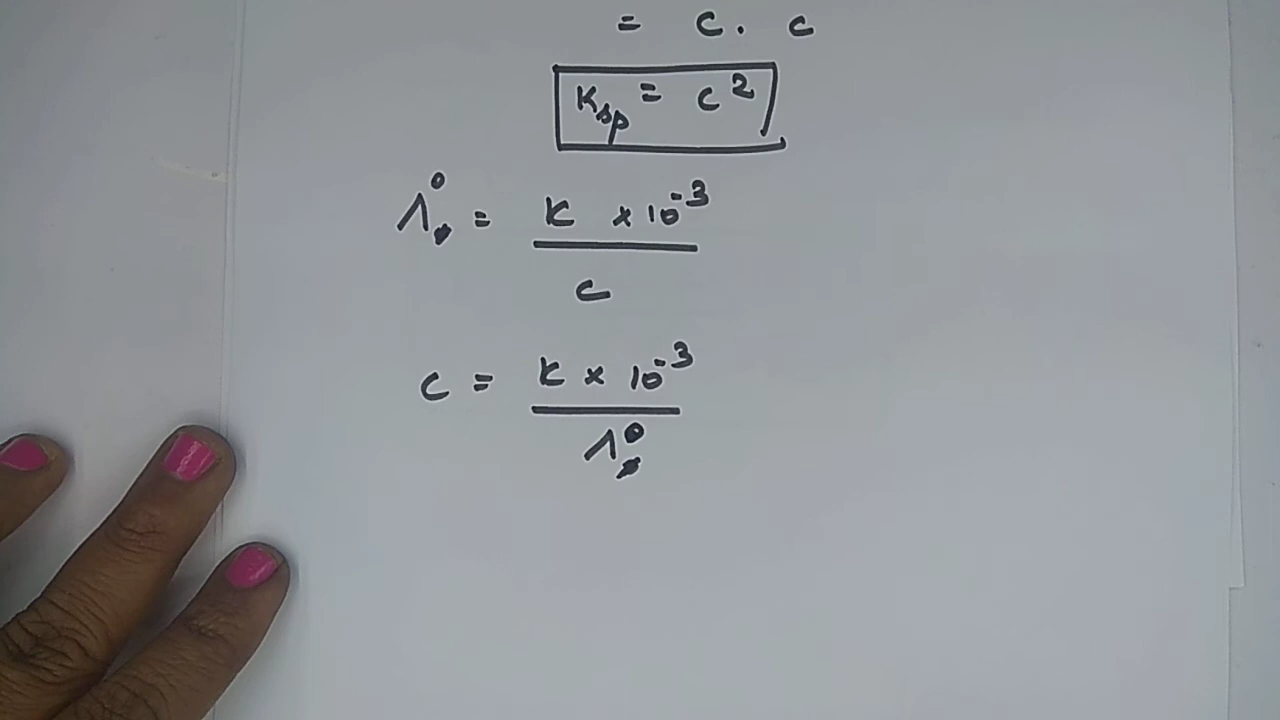 = c . c
Ksp = c²
Λ° = K × 10⁻³ / c
c = K × 10⁻³ / Λ°